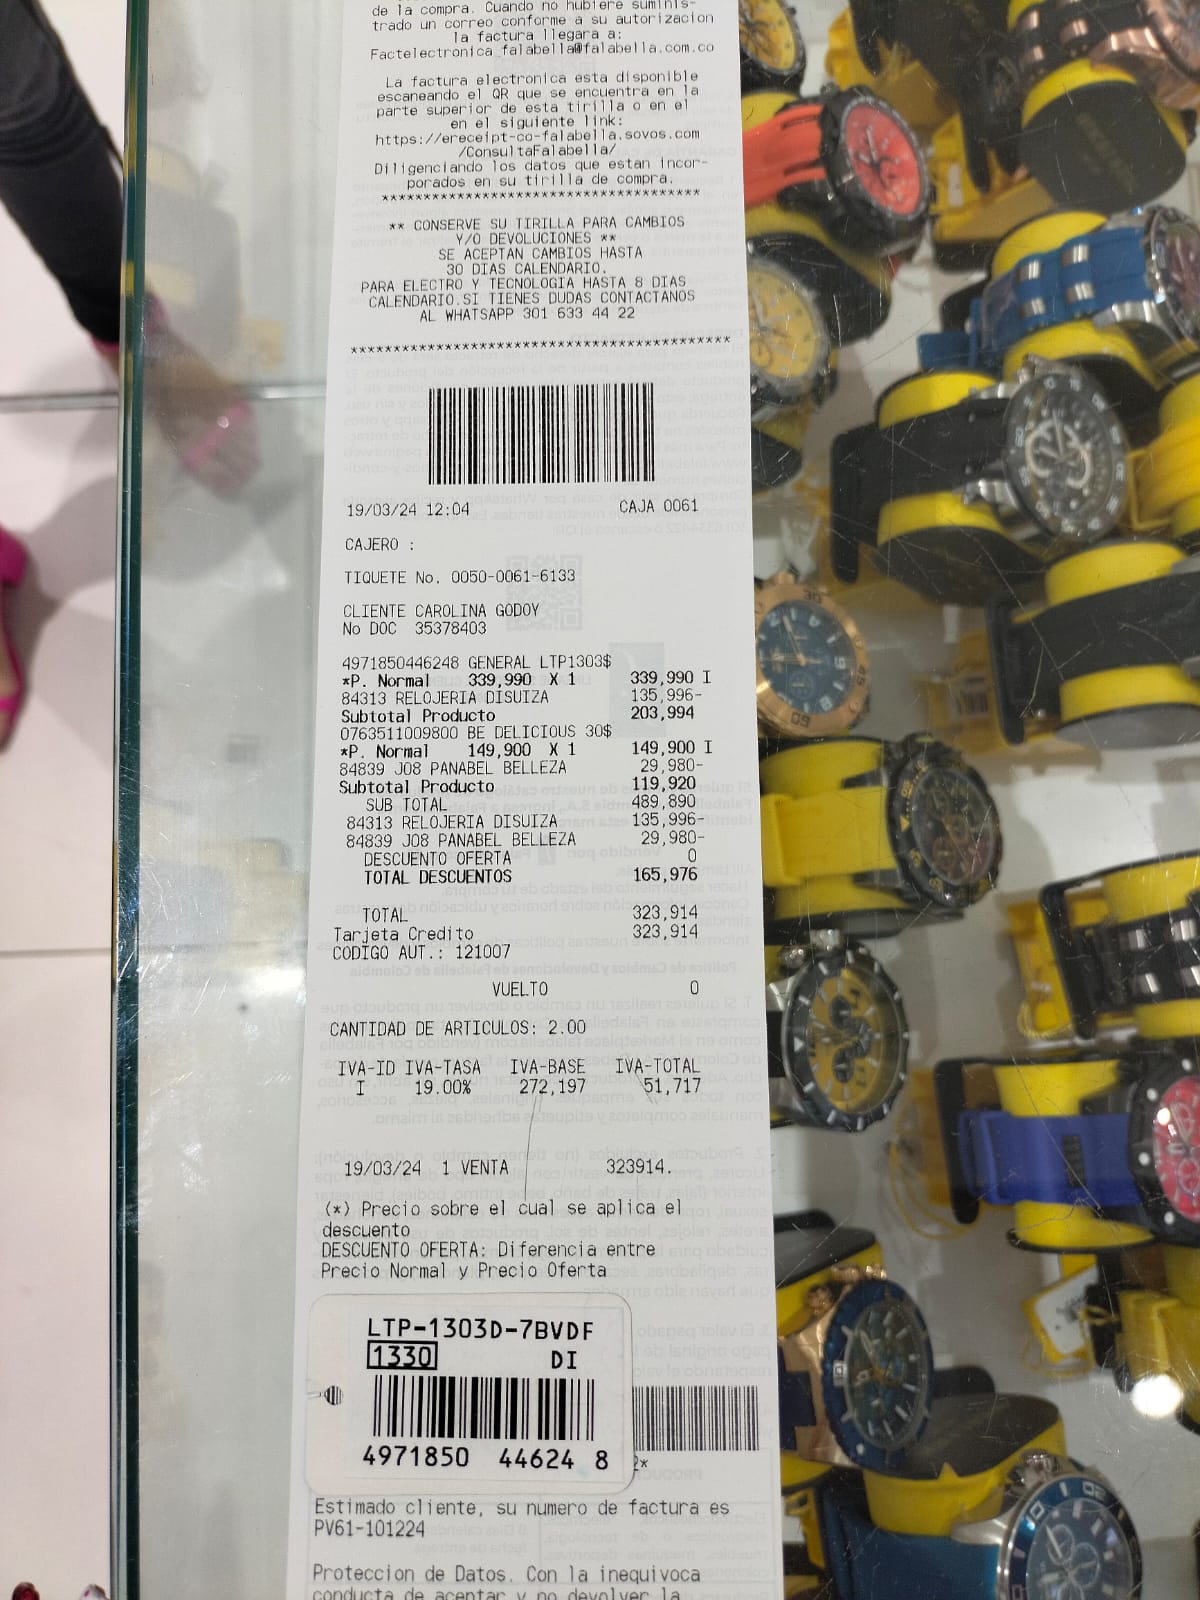 de la compra. Cuando no hubiere suminis-
trado un correo conforme a su autorizacion
la factura llegara a:
Factelectronica_falabella@falabella.com.co
La factura electronica esta disponible
escaneando el QR que se encuentra en la
parte superior de esta tirilla o en el
en el siguiente link:
https://ereceipt-co-falabella.sovos.com
/ConsultaFalabella/
Diligenciando los datos que estan incor-
porados en su tirilla de compra.
*************************************
** CONSERVE SU TIRILLA PARA CAMBIOS
Y/O DEVOLUCIONES **
SE ACEPTAN CAMBIOS HASTA
30 DIAS CALENDARIO.
PARA ELECTRO Y TECNOLOGIA HASTA 8 DIAS
CALENDARIO.SI TIENES DUDAS CONTACTANOS
AL WHATSAPP 301 633 44 22
********************************************
19/03/24 12:04 CAJA 0061
CAJERO :
TIQUETE No. 0050-0061-6133
CLIENTE CAROLINA GODOY
No DOC 35378403
4971850446248 GENERAL LTP1303$
*P. Normal 339,990 X 1 339,990 I
84313 RELOJERIA DISUIZA 135,996-
Subtotal Producto 203,994
0763511009800 BE DELICIOUS 30$
*P. Normal 149,900 X 1 149,900 I
84839 J08 PANABEL BELLEZA 29,980-
Subtotal Producto 119,920
SUB TOTAL 489,890
84313 RELOJERIA DISUIZA 135,996-
84839 J08 PANABEL BELLEZA 29,980-
DESCUENTO OFERTA 0
TOTAL DESCUENTOS 165,976
TOTAL 323,914
Tarjeta Credito 323,914
CODIGO AUT.: 121007
VUELTO 0
CANTIDAD DE ARTICULOS: 2.00
IVA-ID IVA-TASA IVA-BASE IVA-TOTAL
I 19.00% 272,197 51,717
19/03/24 1 VENTA 323914.
(*) Precio sobre el cual se aplica el
descuento
DESCUENTO OFERTA: Diferencia entre
Precio Normal y Precio Oferta
LTP-1303D-7BVDF
1330 DI
4971850 44624 8
2*
Estimado cliente, su numero de factura es
PV61-101224
Proteccion de Datos. Con la inequivoca
conducta de aceptar y no devolver la